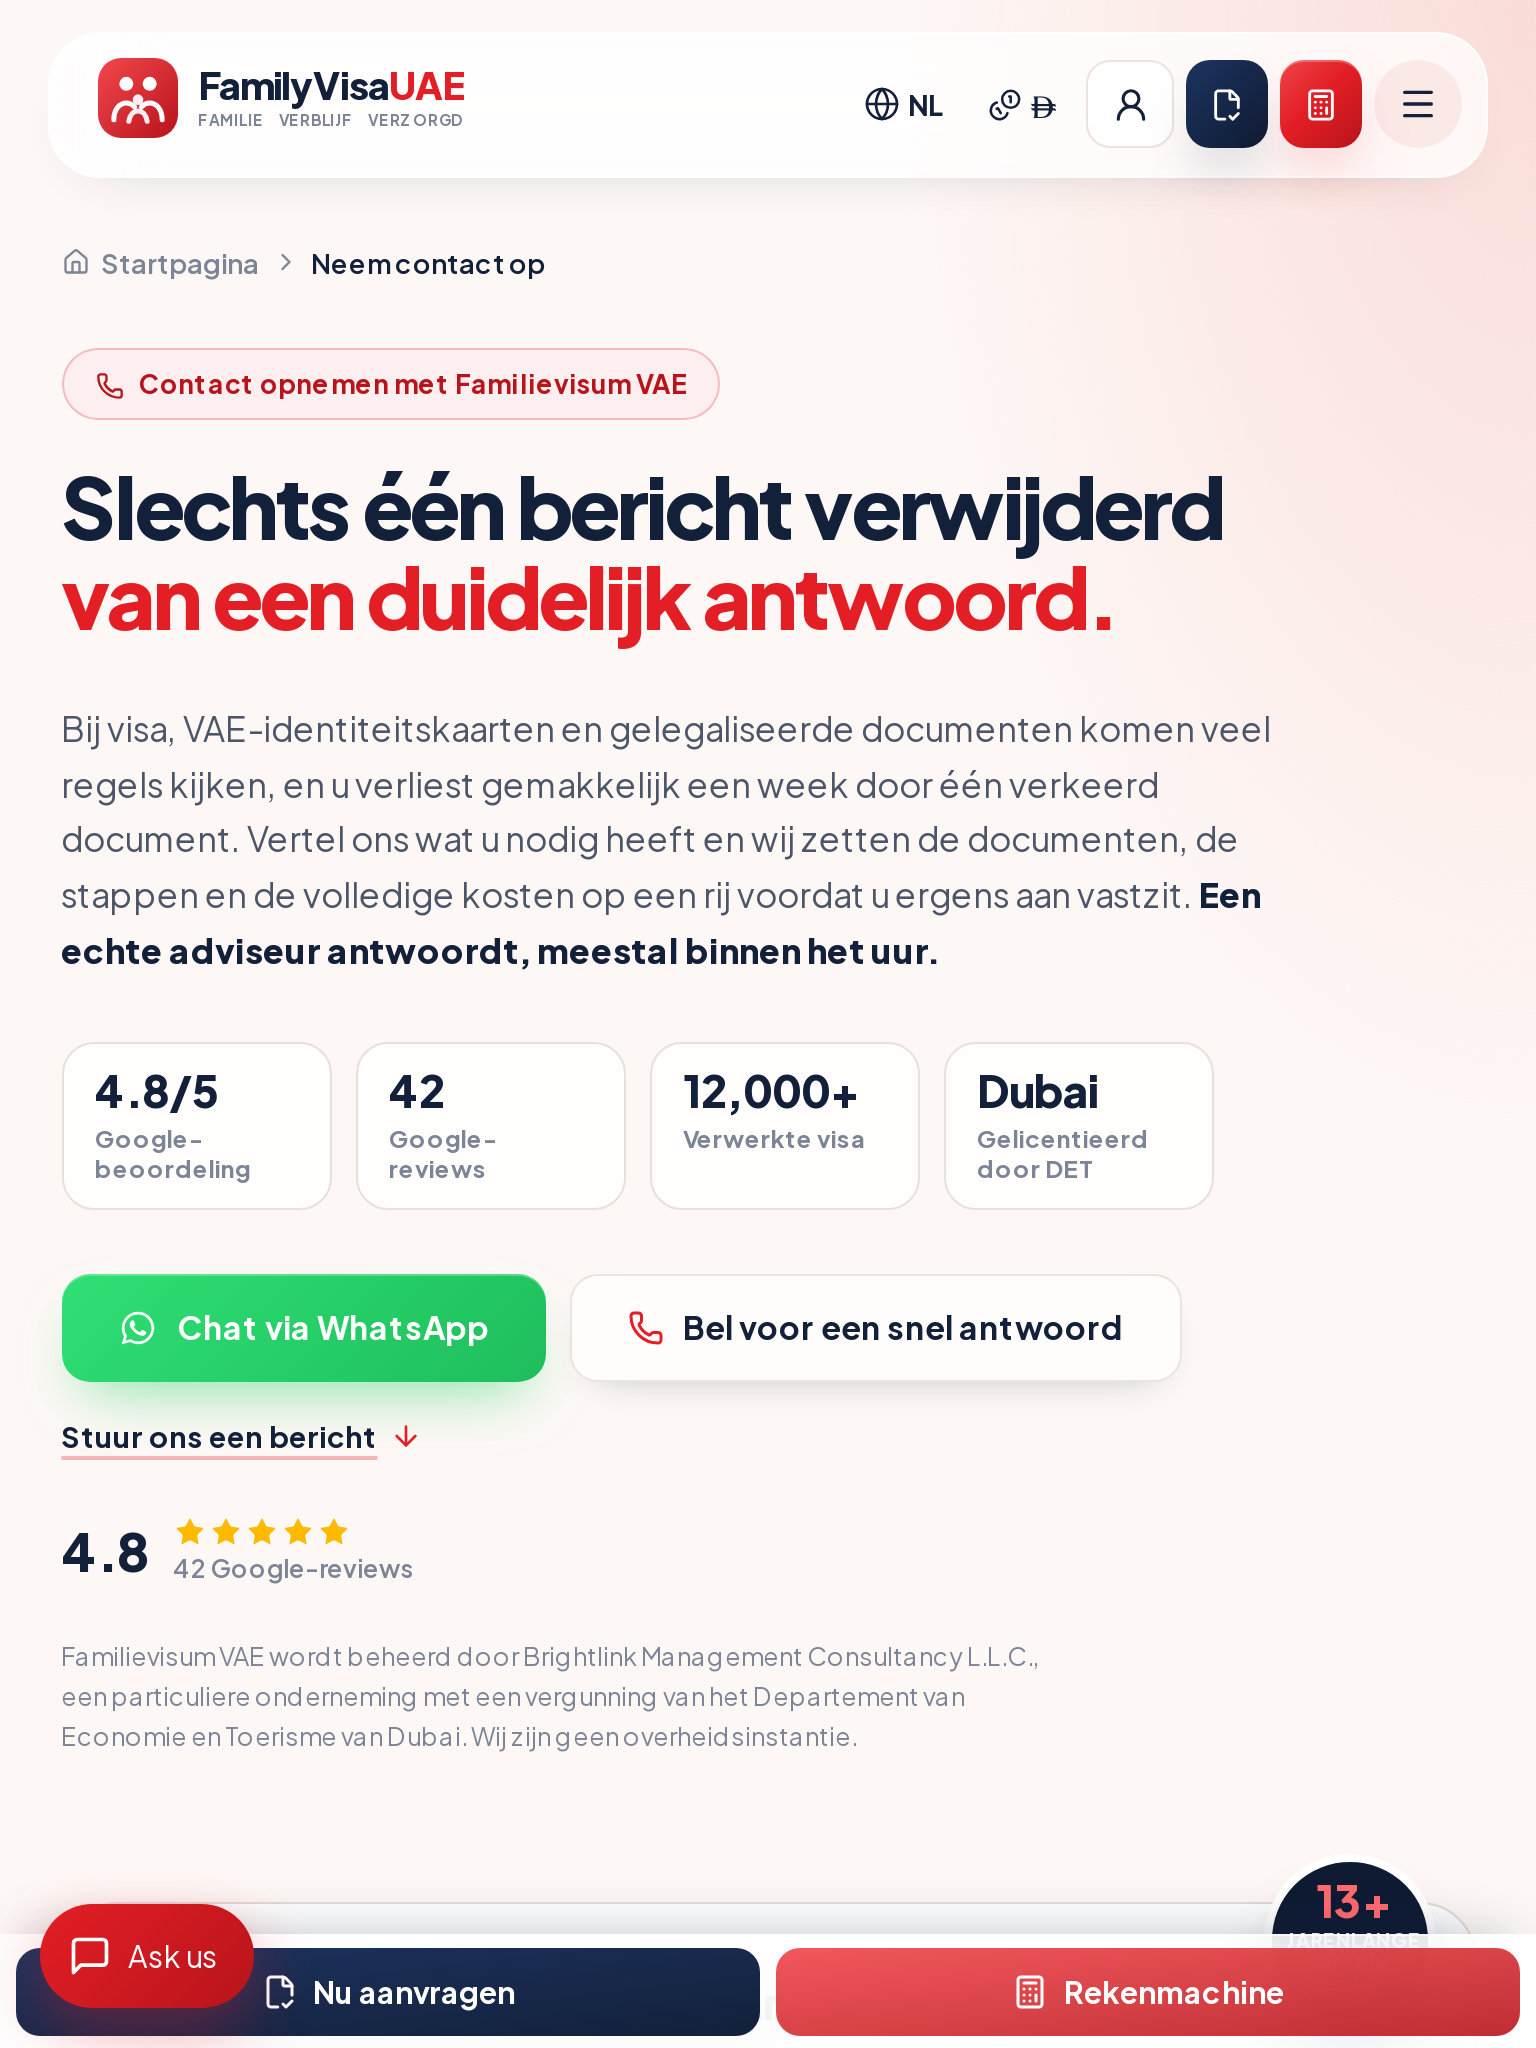 FamilyVisaUAE
FAMILIE VERBLIJF VERZORGD
NL
Startpagina > Neem contact op
Contact opnemen met Familievisum VAE
Slechts één bericht verwijderd
van een duidelijk antwoord.
Bij visa, VAE-identiteitskaarten en gelegaliseerde documenten komen veel
regels kijken, en u verliest gemakkelijk een week door één verkeerd
document. Vertel ons wat u nodig heeft en wij zetten de documenten, de
stappen en de volledige kosten op een rij voordat u ergens aan vastzit. Een
echte adviseur antwoordt, meestal binnen het uur.
4.8/5
Google-
beoordeling
42
Google-
reviews
12,000+
Verwerkte visa
Dubai
Gelicentieerd
door DET
Chat via WhatsApp
Bel voor een snel antwoord
Stuur ons een bericht
4.8
42 Google-reviews
Familievisum VAE wordt beheerd door Brightlink Management Consultancy L.L.C.,
een particuliere onderneming met een vergunning van het Departement van
Economie en Toerisme van Dubai. Wij zijn geen overheidsinstantie.
13+
JARENLANGE
Ask us
Nu aanvragen
Rekenmachine